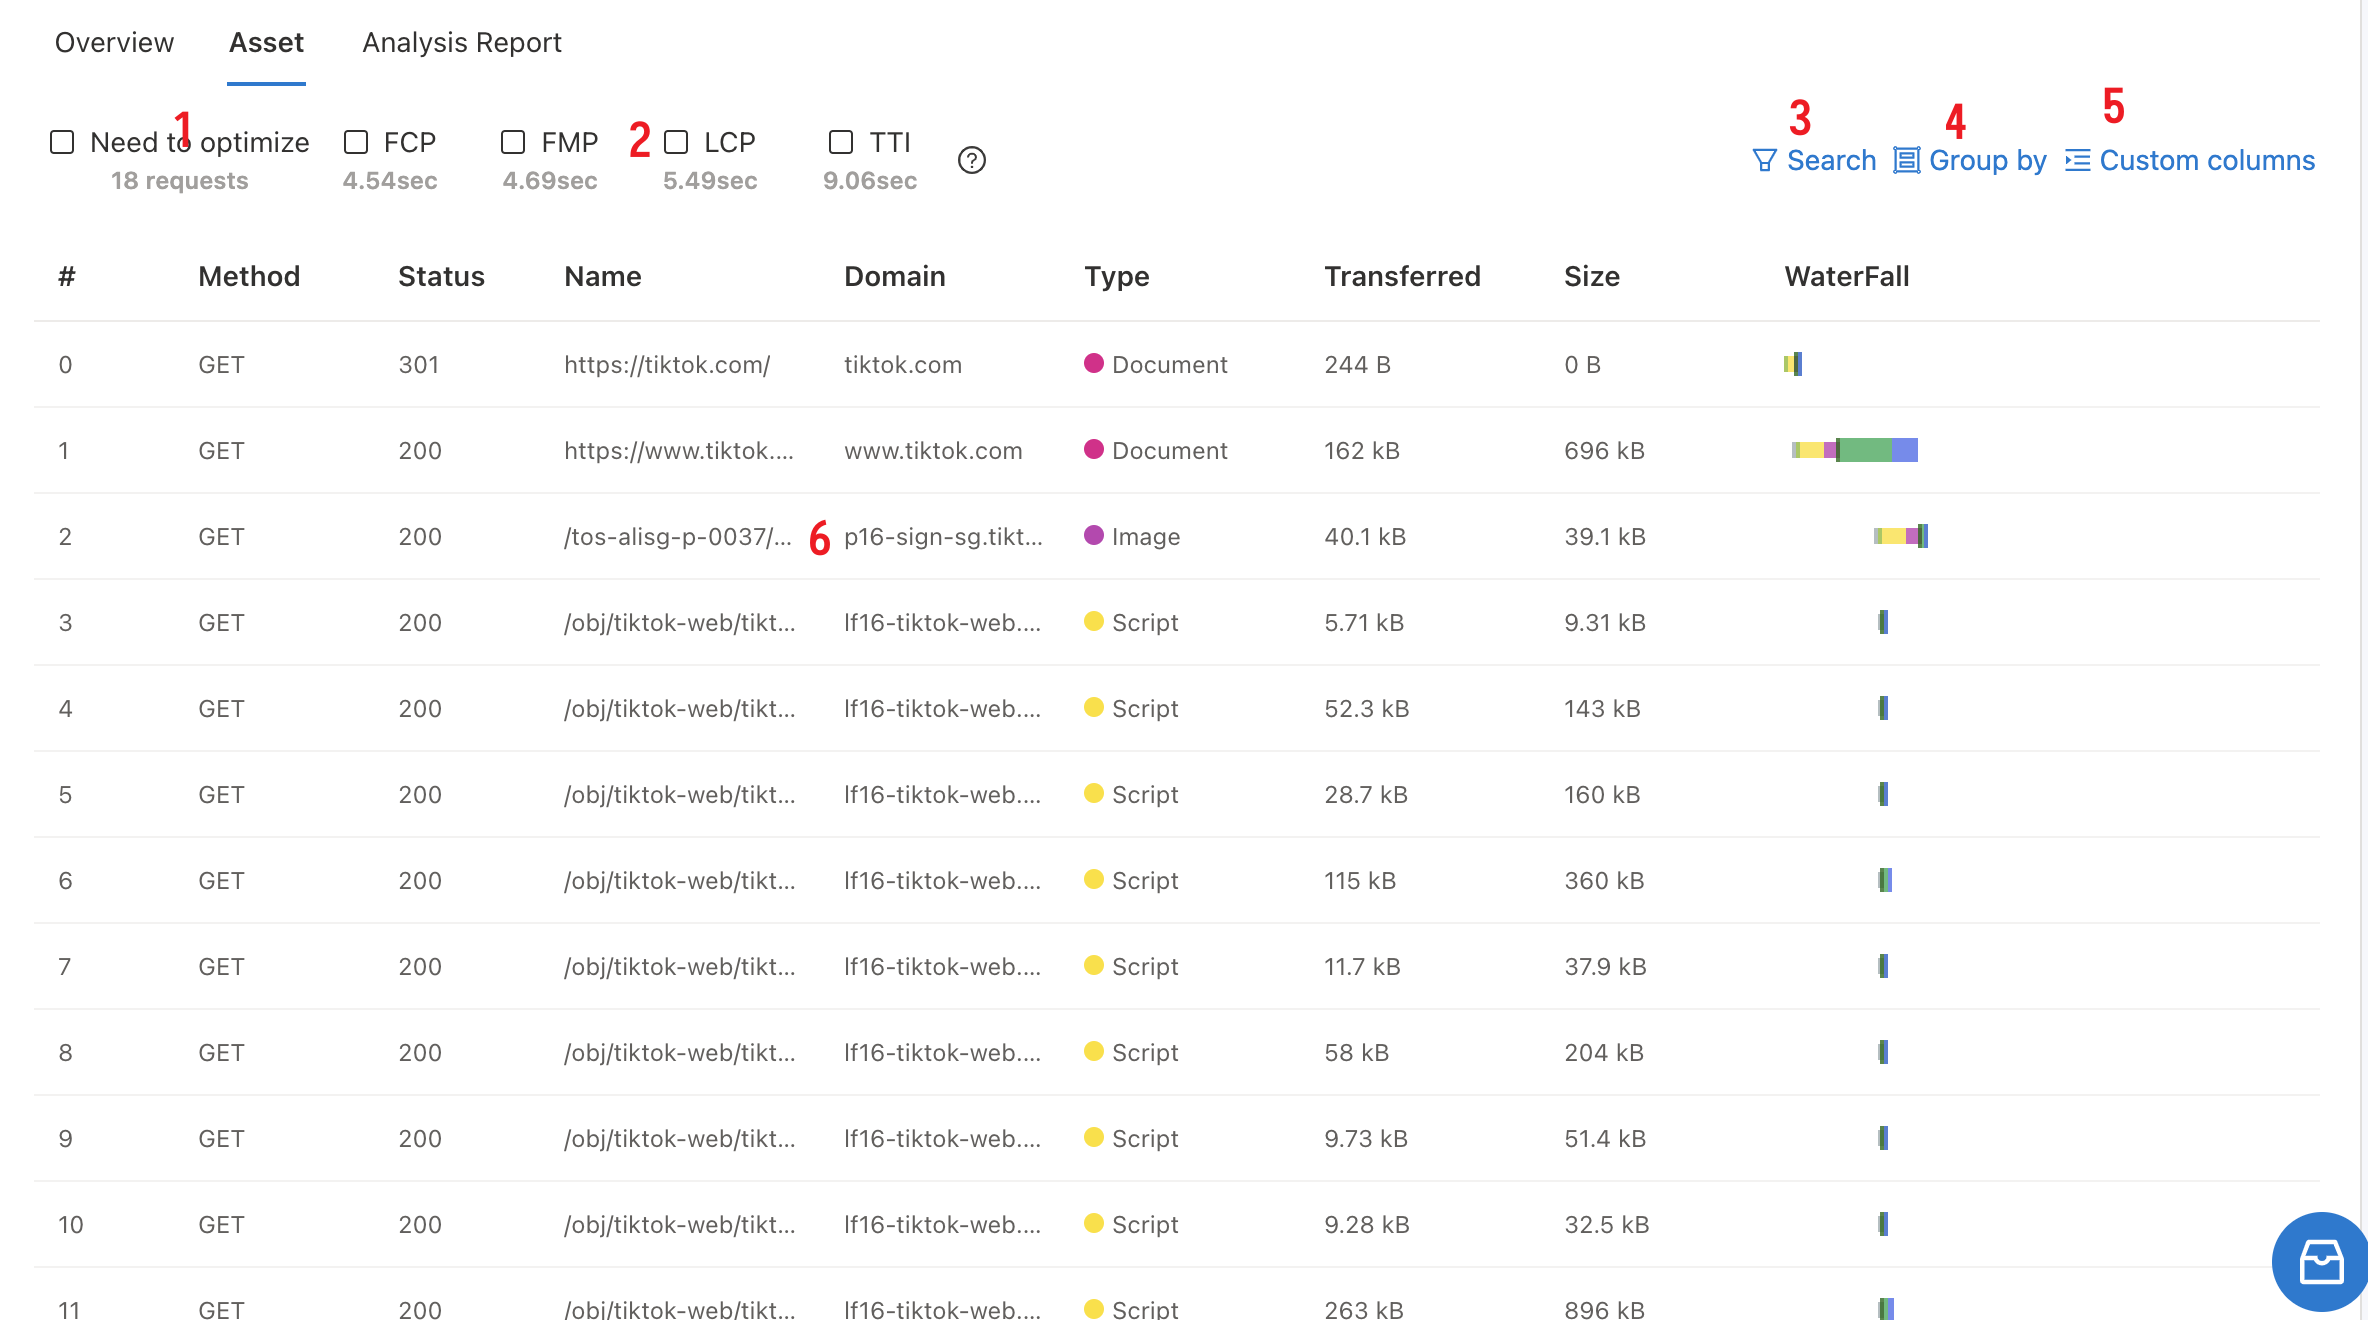 Overview Asset Analysis Report
1 2 3 4 5
Need to optimize FCP FMP LCP TTI ? Search Group by Custom columns
18 requests 4.54sec 4.69sec 5.49sec 9.06sec
# Method Status Name Domain Type Transferred Size WaterFall
0 GET 301 https://tiktok.com/ tiktok.com Document 244 B 0 B
1 GET 200 https://www.tiktok.... www.tiktok.com Document 162 kB 696 kB
2 GET 200 /tos-alisg-p-0037/... 6 p16-sign-sg.tikt... Image 40.1 kB 39.1 kB
3 GET 200 /obj/tiktok-web/tikt... lf16-tiktok-web.... Script 5.71 kB 9.31 kB
4 GET 200 /obj/tiktok-web/tikt... lf16-tiktok-web.... Script 52.3 kB 143 kB
5 GET 200 /obj/tiktok-web/tikt... lf16-tiktok-web.... Script 28.7 kB 160 kB
6 GET 200 /obj/tiktok-web/tikt... lf16-tiktok-web.... Script 115 kB 360 kB
7 GET 200 /obj/tiktok-web/tikt... lf16-tiktok-web.... Script 11.7 kB 37.9 kB
8 GET 200 /obj/tiktok-web/tikt... lf16-tiktok-web.... Script 58 kB 204 kB
9 GET 200 /obj/tiktok-web/tikt... lf16-tiktok-web.... Script 9.73 kB 51.4 kB
10 GET 200 /obj/tiktok-web/tikt... lf16-tiktok-web.... Script 9.28 kB 32.5 kB
11 GET 200 /obj/tiktok-web/tikt... lf16-tiktok-web.... Script 263 kB 896 kB